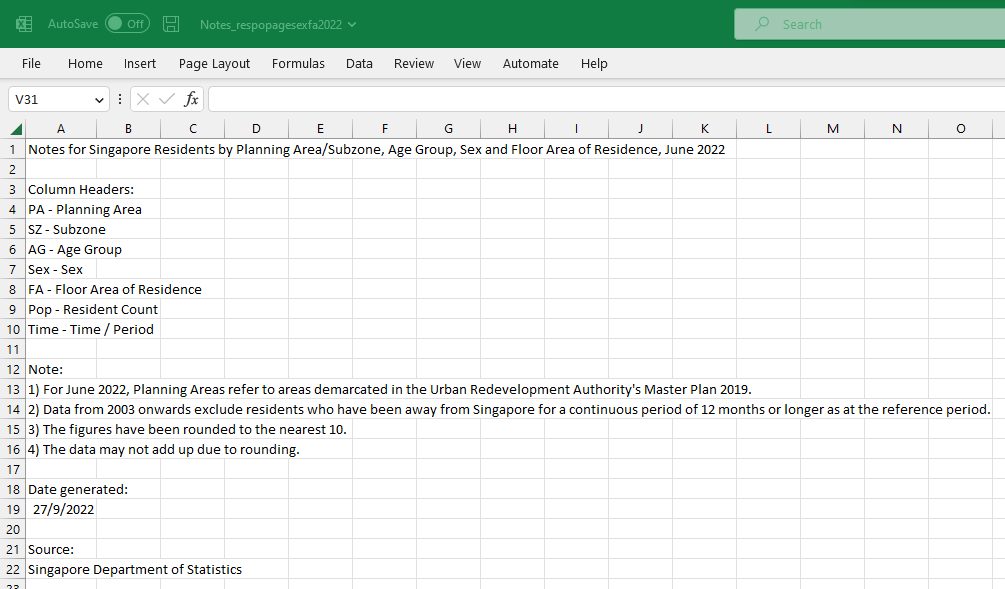 AutoSave Off Notes_respopagesexfa2022 Search
File Home Insert Page Layout Formulas Data Review View Automate Help
V31 fx
A B C D E F G H I J K L M N O
1 Notes for Singapore Residents by Planning Area/Subzone, Age Group, Sex and Floor Area of Residence, June 2022
2
3 Column Headers:
4 PA - Planning Area
5 SZ - Subzone
6 AG - Age Group
7 Sex - Sex
8 FA - Floor Area of Residence
9 Pop - Resident Count
10 Time - Time / Period
11
12 Note:
13 1) For June 2022, Planning Areas refer to areas demarcated in the Urban Redevelopment Authority's Master Plan 2019.
14 2) Data from 2003 onwards exclude residents who have been away from Singapore for a continuous period of 12 months or longer as at the reference period.
15 3) The figures have been rounded to the nearest 10.
16 4) The data may not add up due to rounding.
17
18 Date generated:
19 27/9/2022
20
21 Source:
22 Singapore Department of Statistics
23